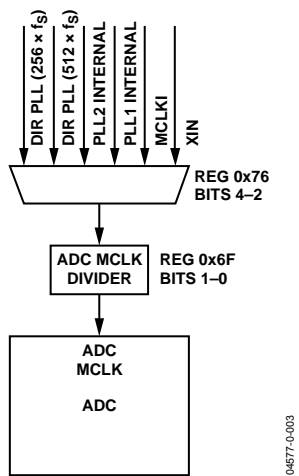 DIR PLL (256 × fS)
DIR PLL (512 × fS)
PLL2 INTERNAL
PLL1 INTERNAL
MCLKI
XIN
REG 0x76
BITS 4–2
ADC MCLK
DIVIDER
REG 0x6F
BITS 1–0
ADC
MCLK
ADC
04577-0-003